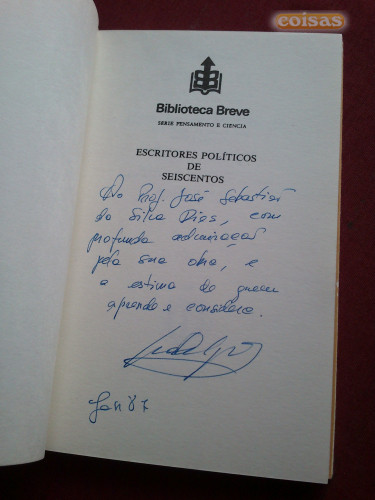 coisas
Biblioteca Breve
SÉRIE PENSAMENTO E CIÊNCIA
ESCRITORES POLÍTICOS
DE
SEISCENTOS
Ao Prof. José Sebastião
da Silva Dias, com
profunda admiração
pela sua obra, e
a estima de quem
aprende e considera.
Jan 87